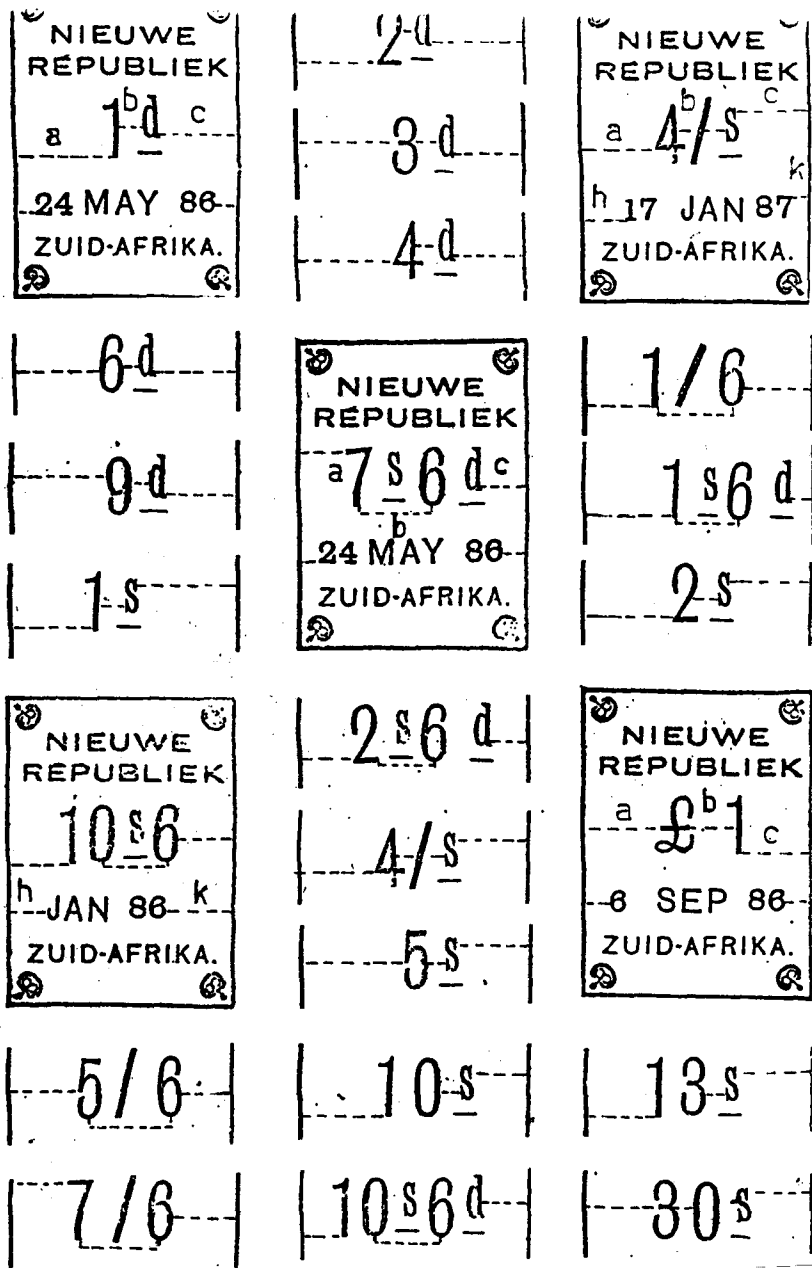 NIEUWE
REPUBLIEK
a 1 b d c
24 MAY 86
ZUID-AFRIKA.
2 d
3 d
4 d
NIEUWE
REPUBLIEK
a 4 b / s c
k
h 17 JAN 87
ZUID-AFRIKA.
6 d
9 d
1 s
NIEUWE
REPUBLIEK
a 7 s 6 d c
b
24 MAY 86
ZUID-AFRIKA.
1/6
1 s 6 d
2 s
NIEUWE
REPUBLIEK
10 s 6
h JAN 86 k
ZUID-AFRIKA.
2 s 6 d
4/s
5 s
NIEUWE
REPUBLIEK
a £ b 1 c
6 SEP 86
ZUID-AFRIKA.
5/6
10 s
13 s
7/6
10 s 6 d
30 s